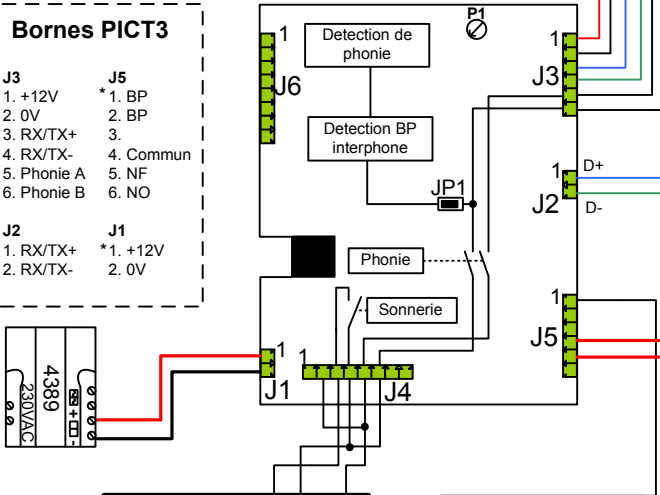 Bornes PICT3
J3
1. +12V
2. 0V
3. RX/TX+
4. RX/TX-
5. Phonie A
6. Phonie B
J5
*1. BP
2. BP
3.
4. Commun
5. NF
6. NO
J2
1. RX/TX+
2. RX/TX-
J1
*1. +12V
2. 0V
Detection de
phonie
P1
1
J6
1
J3
Detection BP
interphone
JP1
1
J2
D+
D-
Phonie
Sonnerie
1
J5
1
J1
1
J4
4389
230VAC
+
-